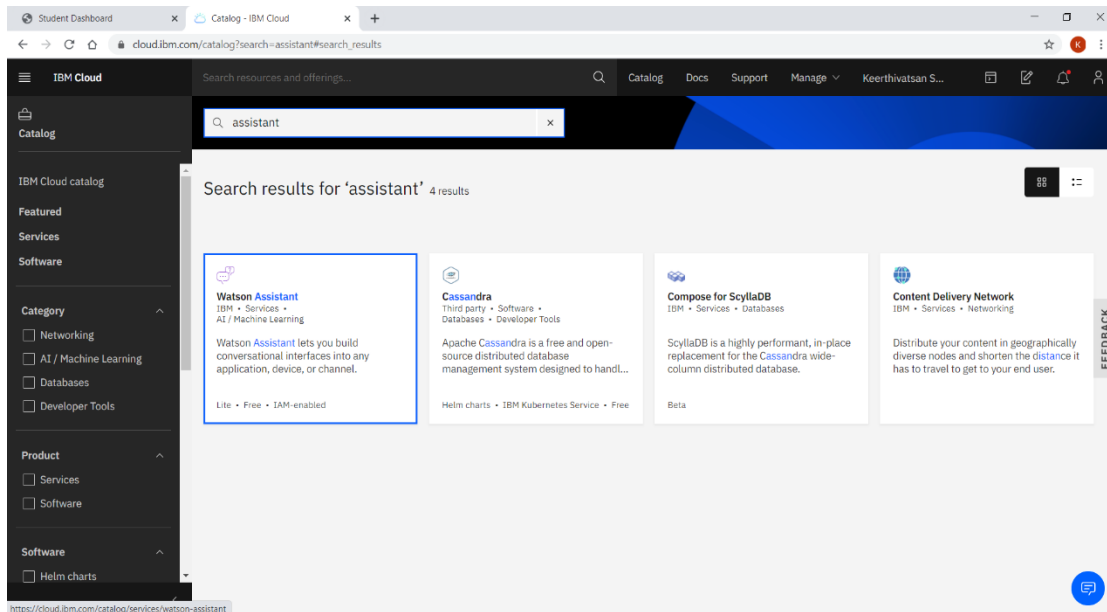 Student Dashboard
Catalog - IBM Cloud
cloud.ibm.com/catalog?search=assistant#search_results
K
IBM Cloud
Search resources and offerings...
Catalog
Docs
Support
Manage
Keerthivatsan S...
Catalog
assistant
IBM Cloud catalog
Featured
Services
Software
Category
Networking
AI / Machine Learning
Databases
Developer Tools
Product
Services
Software
Software
Helm charts
Search results for ‘assistant’ 4 results
Watson Assistant
IBM • Services •
AI / Machine Learning
Watson Assistant lets you build
conversational interfaces into any
application, device, or channel.
Lite • Free • IAM-enabled
Cassandra
Third party • Software •
Databases • Developer Tools
Apache Cassandra is a free and open-
source distributed database
management system designed to handl...
Helm charts • IBM Kubernetes Service • Free
Compose for ScyllaDB
IBM • Services • Databases
ScyllaDB is a highly performant, in-place
replacement for the Cassandra wide-
column distributed database.
Beta
Content Delivery Network
IBM • Services • Networking
Distribute your content in geographically
diverse nodes and shorten the distance it
has to travel to get to your end user.
FEEDBACK
https://cloud.ibm.com/catalog/services/watson-assistant